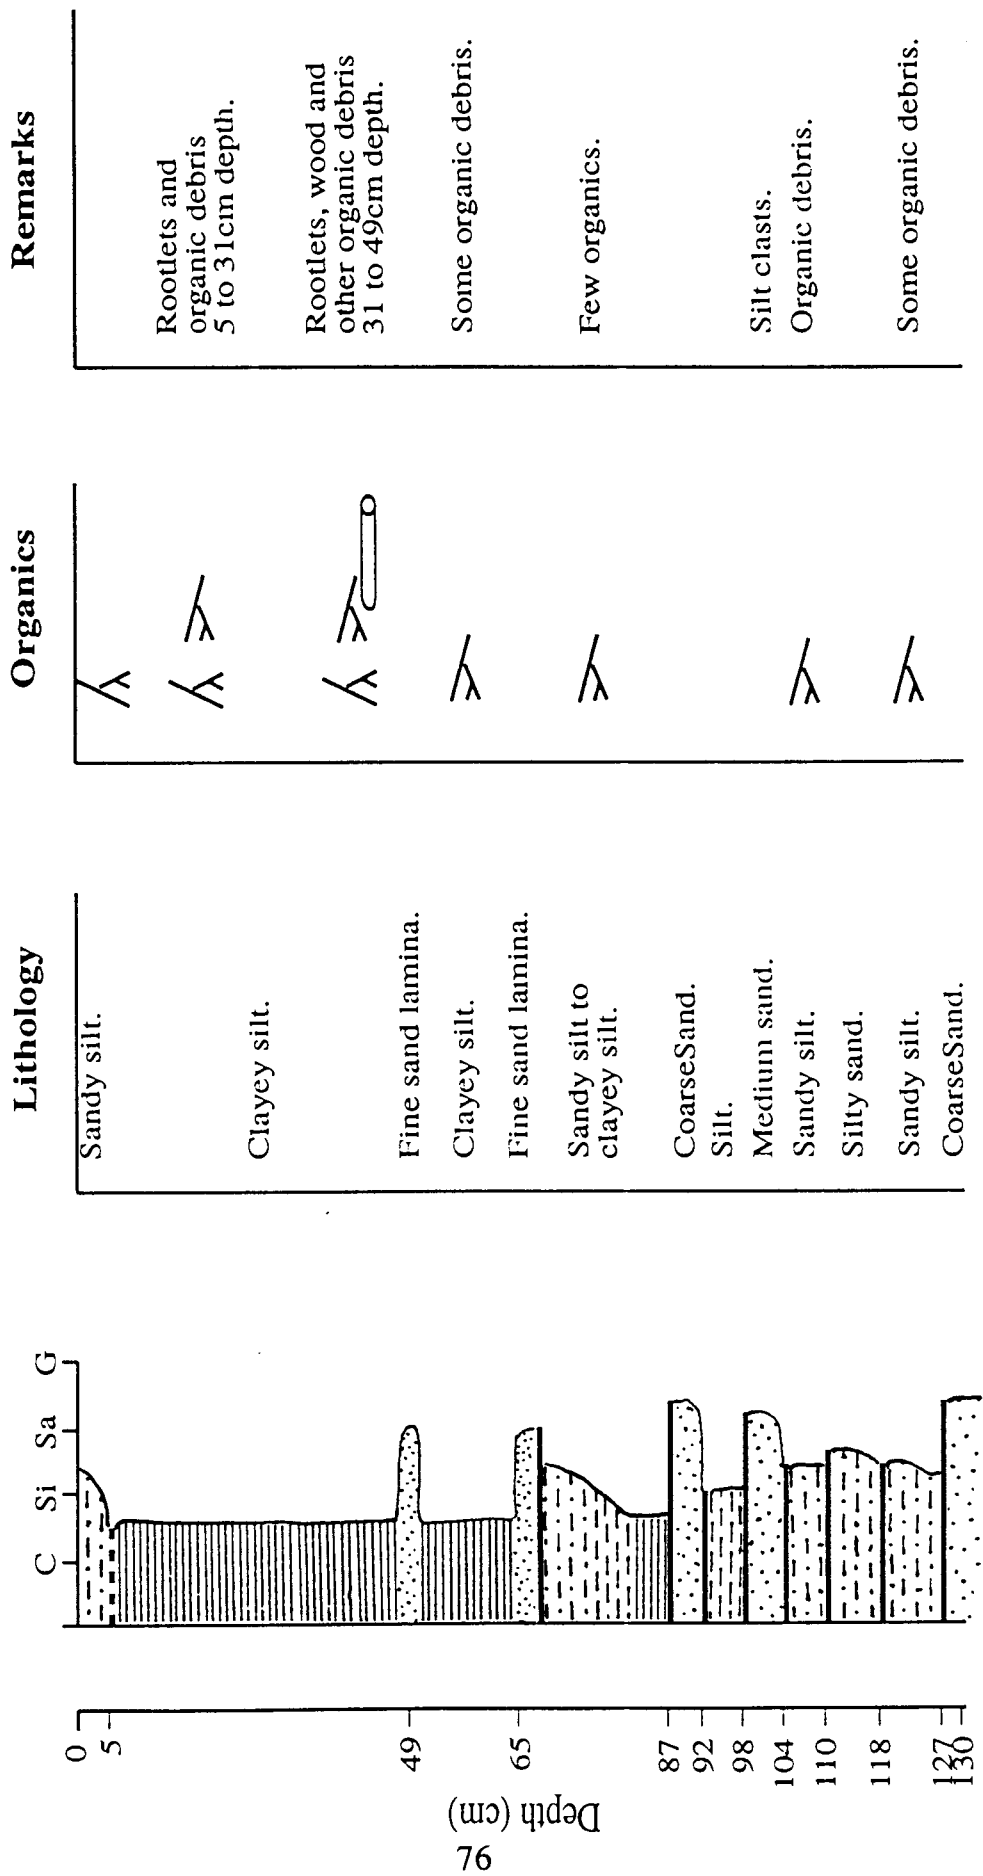 Depth (cm)
0
5
49
65
87
92
98
104
110
118
127
130
C Si Sa G
Lithology
Sandy silt.
Clayey silt.
Fine sand lamina.
Clayey silt.
Fine sand lamina.
Sandy silt to
clayey silt.
CoarseSand.
Silt.
Medium sand.
Sandy silt.
Silty sand.
Sandy silt.
CoarseSand.
Organics
Remarks
Rootlets and
organic debris
5 to 31cm depth.
Rootlets, wood and
other organic debris
31 to 49cm depth.
Some organic debris.
Few organics.
Silt clasts.
Organic debris.
Some organic debris.
76